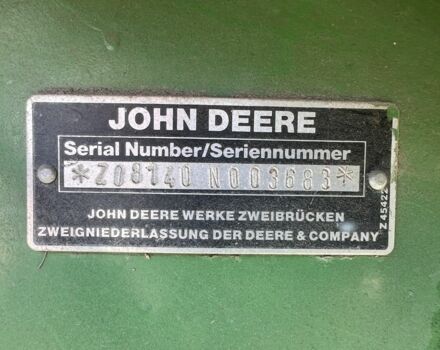 JOHN DEERE
Serial Number/Seriennummer
*Z08140 N003683*
JOHN DEERE WERKE ZWEIBRÜCKEN
ZWEIGNIEDERLASSUNG DER DEERE & COMPANY
Z 45422